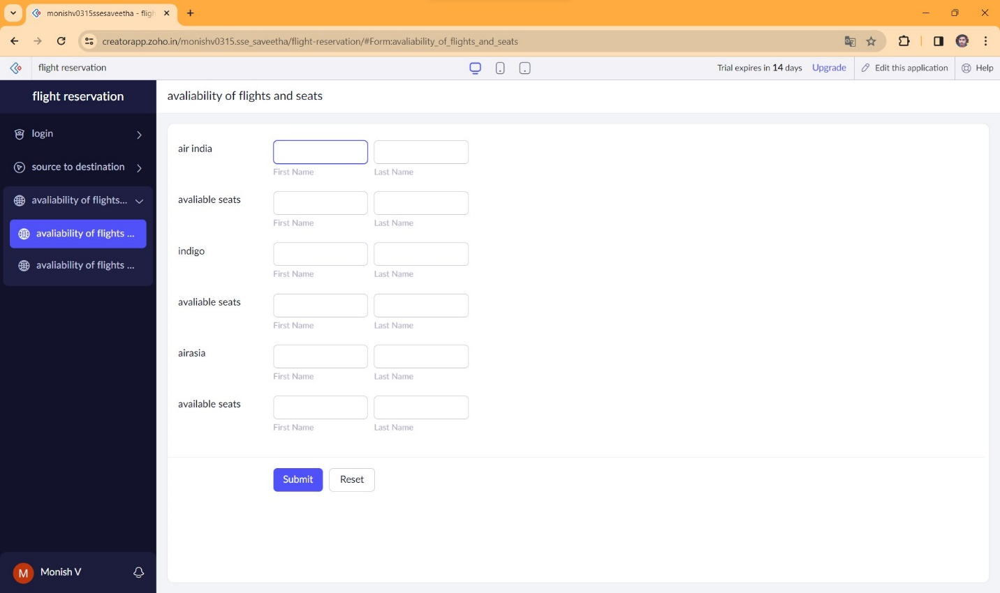 monishv0315ssesaveetha - fligh
creatorapp.zoho.in/monishv0315.sse_saveetha/flight-reservation/#Form:avaliability_of_flights_and_seats
flight reservation
Trial expires in 14 days Upgrade Edit this application Help
flight reservation
avaliability of flights and seats
login
source to destination
avaliability of flights...
avaliability of flights ...
avaliability of flights ...
air india
First Name Last Name
avaliable seats
First Name Last Name
indigo
First Name Last Name
avaliable seats
First Name Last Name
airasia
First Name Last Name
available seats
First Name Last Name
Submit Reset
M Monish V